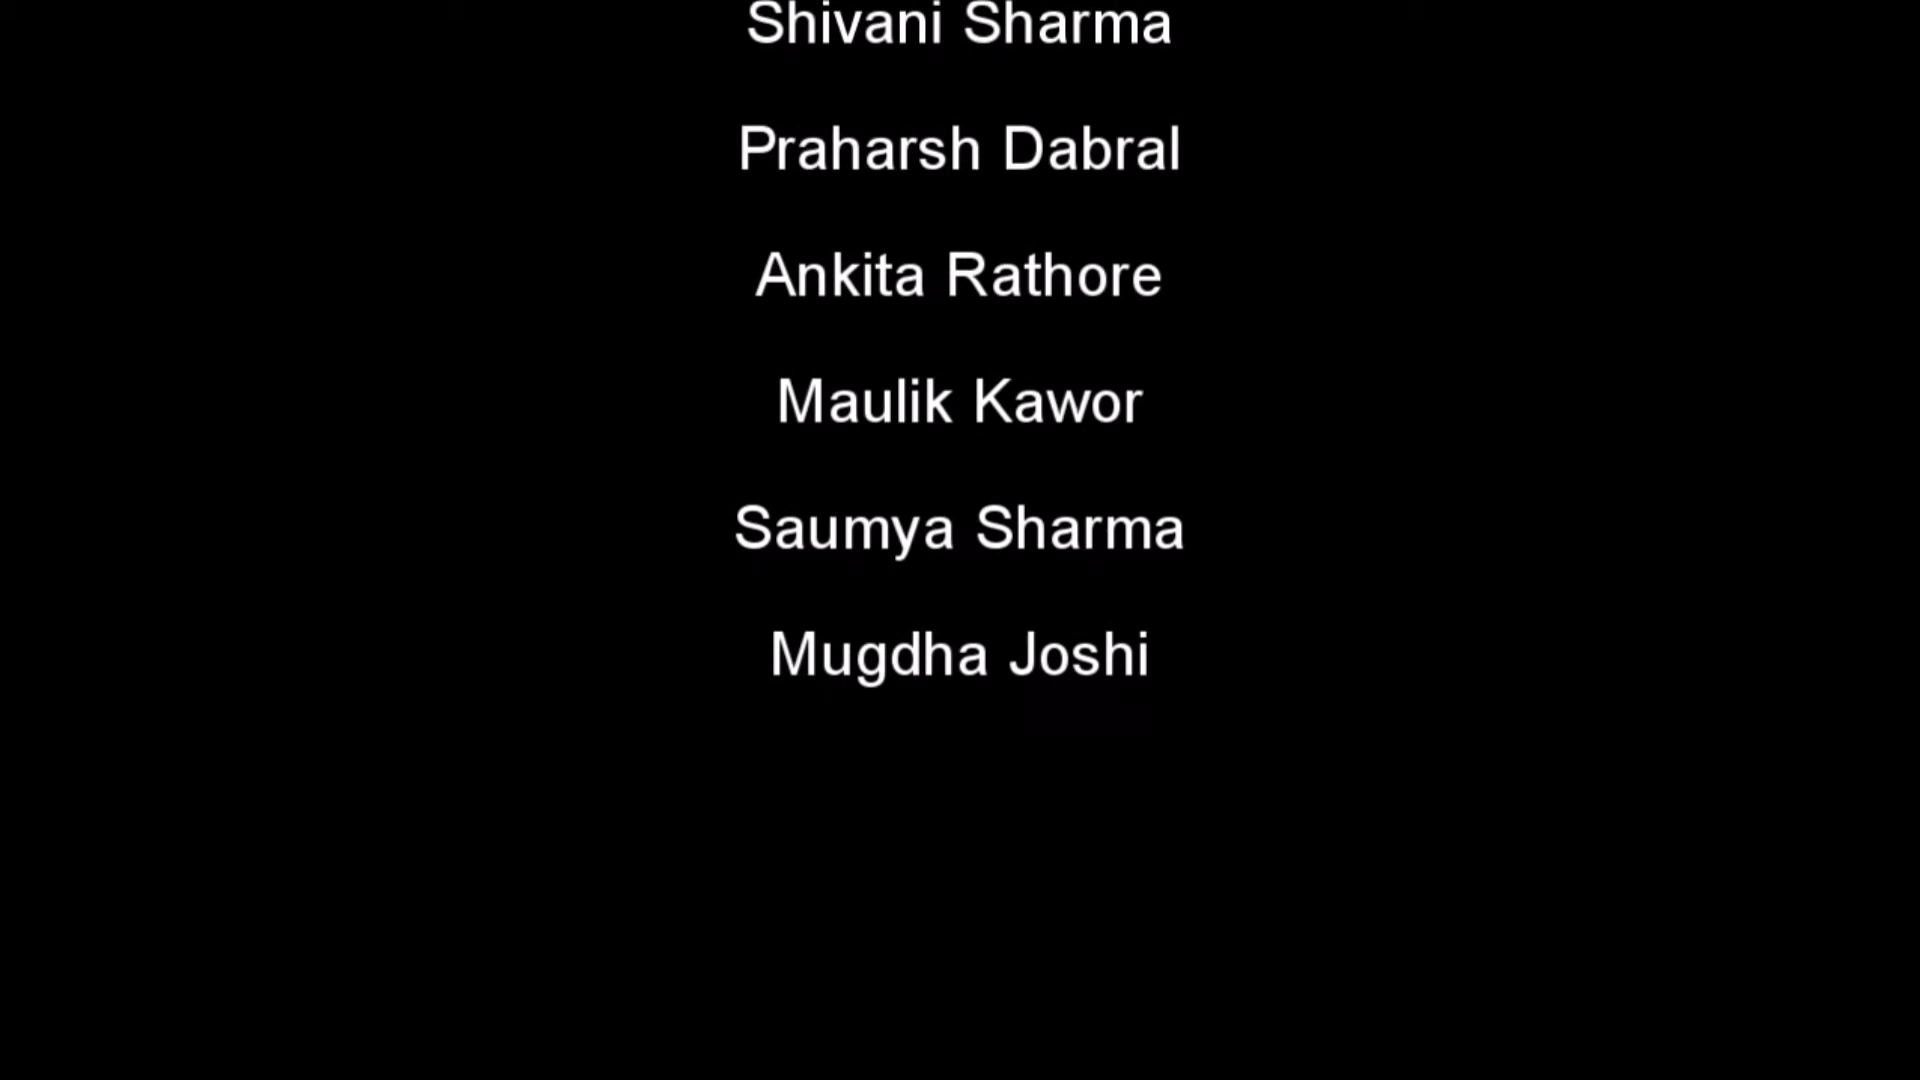 Shivani Sharma
Praharsh Dabral
Ankita Rathore
Maulik Kawor
Saumya Sharma
Mugdha Joshi